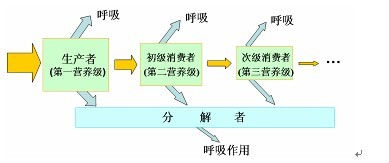 呼吸
呼吸
呼吸
生产者
(第一营养级)
初级消费者
(第二营养级)
次级消费者
(第三营养级)
…
分解者
呼吸作用